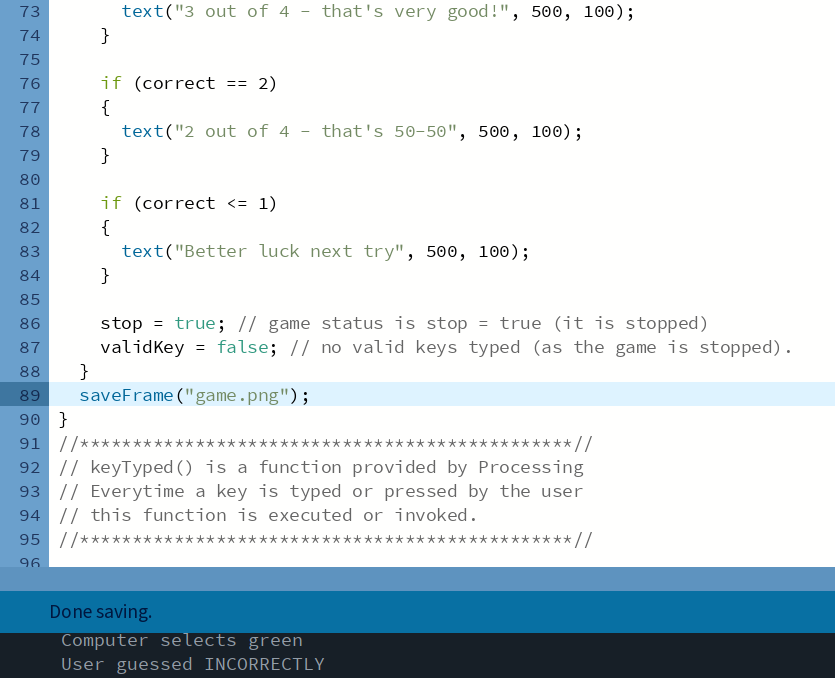 73 text("3 out of 4 - that's very good!", 500, 100);
74 }
75
76 if (correct == 2)
77 {
78 text("2 out of 4 - that's 50-50", 500, 100);
79 }
80
81 if (correct <= 1)
82 {
83 text("Better luck next try", 500, 100);
84 }
85
86 stop = true; // game status is stop = true (it is stopped)
87 validKey = false; // no valid keys typed (as the game is stopped).
88 }
89 saveFrame("game.png");
90 }
91 //***********************************************//
92 // keyTyped() is a function provided by Processing
93 // Everytime a key is typed or pressed by the user
94 // this function is executed or invoked.
95 //***********************************************//
96
Done saving.
Computer selects green
User guessed INCORRECTLY